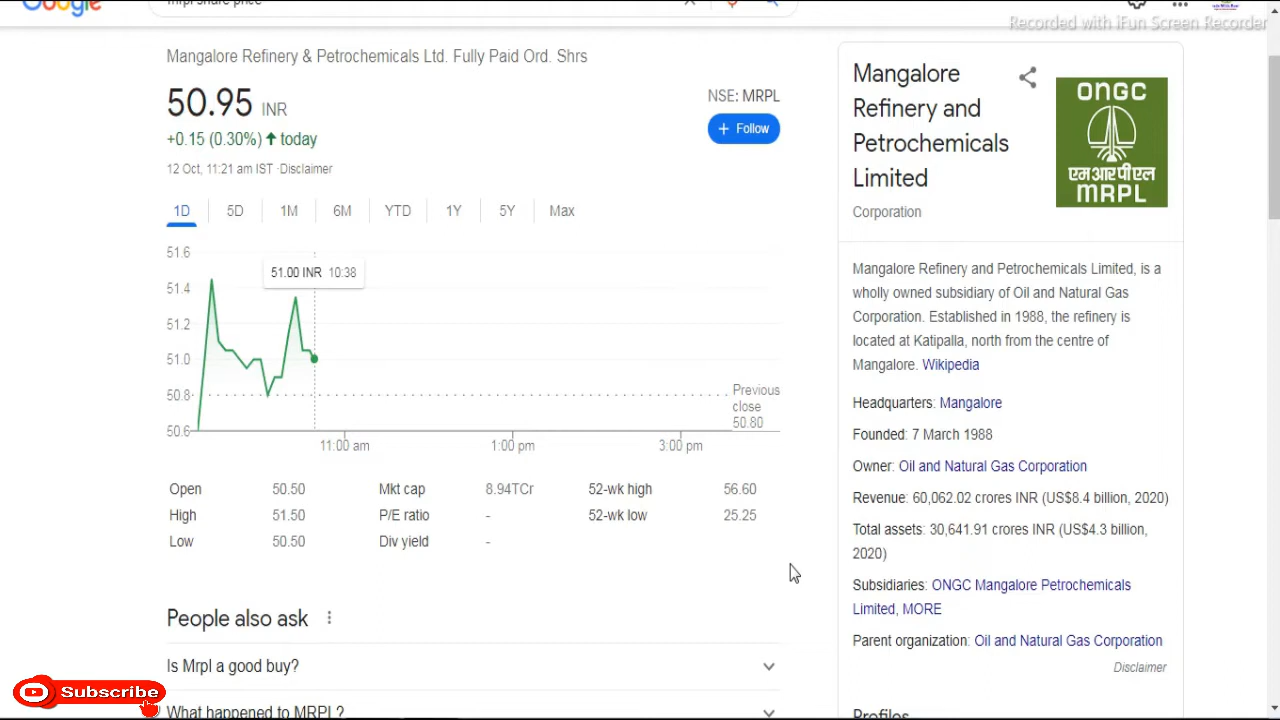 Google
mrpl share price
Recorded with iFun Screen Recorder
Mangalore Refinery & Petrochemicals Ltd. Fully Paid Ord. Shrs
50.95 INR
+0.15 (0.30%) ↑ today
12 Oct, 11:21 am IST ·Disclaimer
NSE: MRPL
+ Follow
1D 5D 1M 6M YTD 1Y 5Y Max
51.6
51.4
51.2
51.0
50.8
50.6
51.00 INR 10:38
Previous
close
50.80
11:00 am 1:00 pm 3:00 pm
Open 50.50 Mkt cap 8.94TCr 52-wk high 56.60
High 51.50 P/E ratio - 52-wk low 25.25
Low 50.50 Div yield -
People also ask
Is Mrpl a good buy?
What happened to MRPL?
Subscribe
Mangalore
Refinery and
Petrochemicals
Limited
Corporation
ONGC
एमआरपीएल
MRPL
Mangalore Refinery and Petrochemicals Limited, is a
wholly owned subsidiary of Oil and Natural Gas
Corporation. Established in 1988, the refinery is
located at Katipalla, north from the centre of
Mangalore. Wikipedia
Headquarters: Mangalore
Founded: 7 March 1988
Owner: Oil and Natural Gas Corporation
Revenue: 60,062.02 crores INR (US$8.4 billion, 2020)
Total assets: 30,641.91 crores INR (US$4.3 billion,
2020)
Subsidiaries: ONGC Mangalore Petrochemicals
Limited, MORE
Parent organization: Oil and Natural Gas Corporation
Disclaimer
Profiles